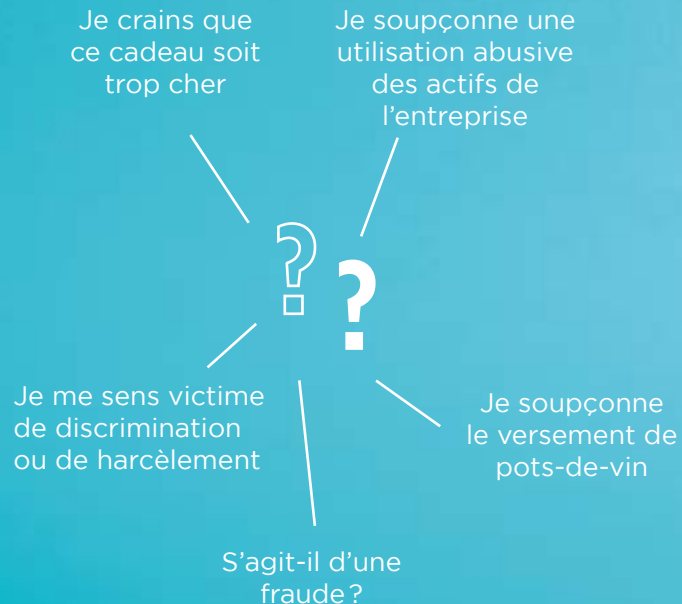 Je crains que
ce cadeau soit
trop cher
Je soupçonne une
utilisation abusive
des actifs de
l’entreprise
??
Je me sens victime
de discrimination
ou de harcèlement
Je soupçonne
le versement de
pots-de-vin
S’agit-il d’une
fraude ?